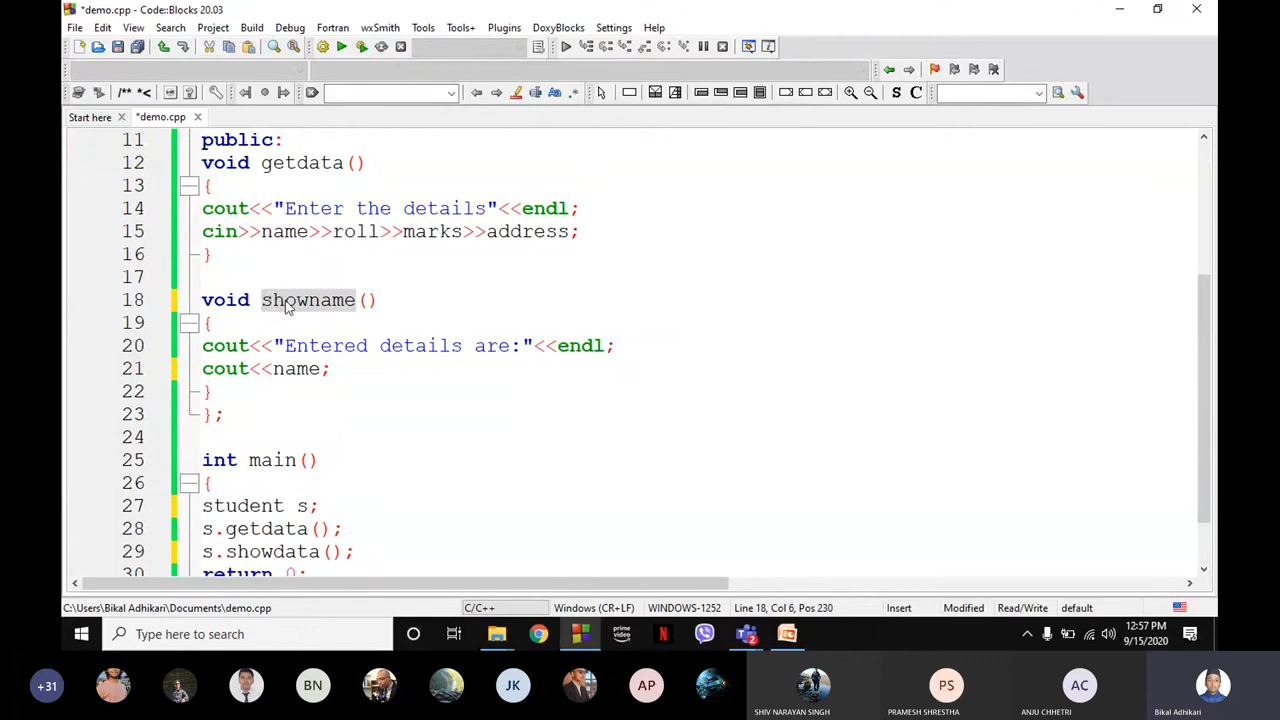 *demo.cpp - Code::Blocks 20.03
File Edit View Search Project Build Debug Fortran wxSmith Tools Tools+ Plugins DoxyBlocks Settings Help
/** *< .* S C
Start here *demo.cpp
11 public:
12 void getdata()
13 {
14 cout<<"Enter the details"<<endl;
15 cin>>name>>roll>>marks>>address;
16 }
17
18 void showname()
19 {
20 cout<<"Entered details are:"<<endl;
21 cout<<name;
22 }
23 };
24
25 int main()
26 {
27 student s;
28 s.getdata();
29 s.showdata();
30 return 0;
C:\Users\Bikal Adhikari\Documents\demo.cpp C/C++ Windows (CR+LF) WINDOWS-1252 Line 18, Col 6, Pos 230 Insert Modified Read/Write default
Type here to search prime video N 2 12:57 PM
9/15/2020
+31 BN JK AP PS AC
SHIV NARAYAN SINGH PRAMESH SHRESTHA ANJU CHHETRI Bikal Adhikari